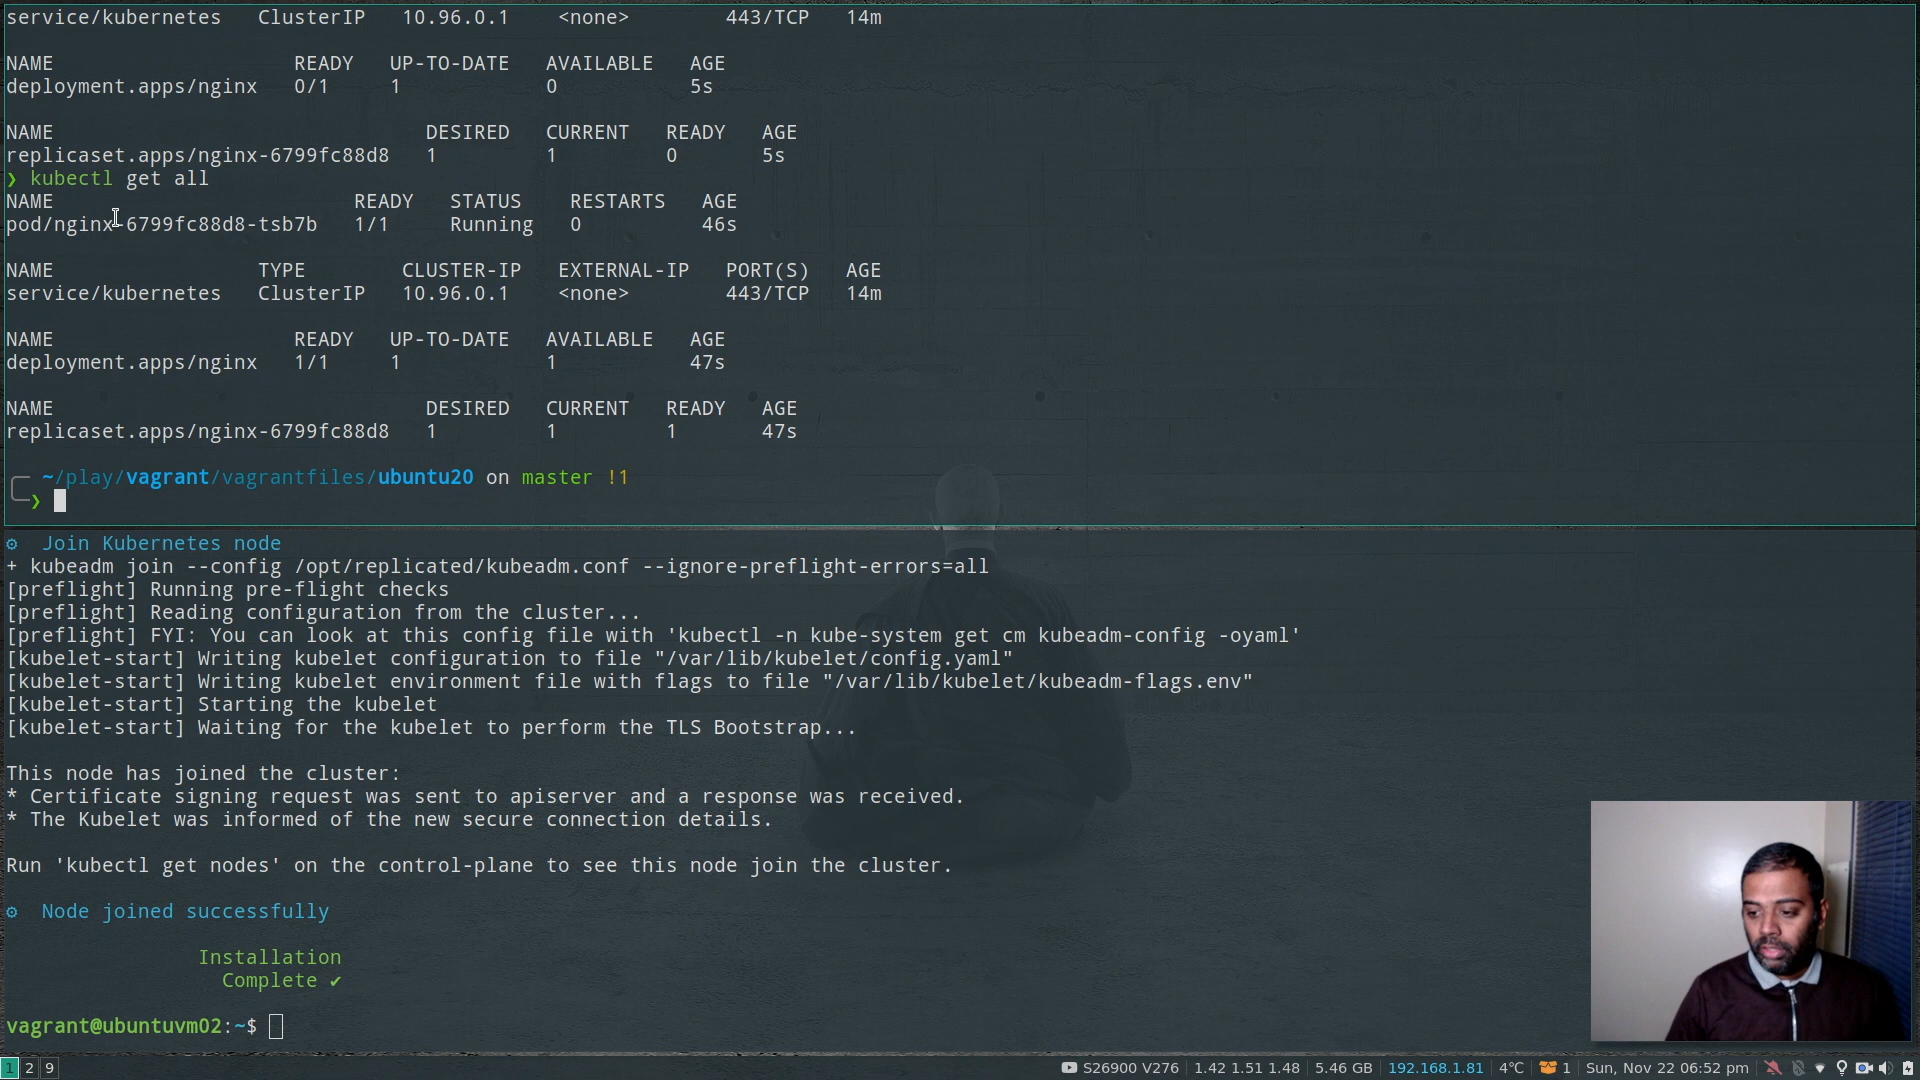 service/kubernetes   ClusterIP   10.96.0.1    <none>        443/TCP   14m
NAME                    READY   UP-TO-DATE   AVAILABLE   AGE
deployment.apps/nginx   0/1     1            0           5s
NAME                               DESIRED   CURRENT   READY   AGE
replicaset.apps/nginx-6799fc88d8   1         1         0       5s
❯ kubectl get all
NAME                         READY   STATUS    RESTARTS   AGE
pod/nginx-6799fc88d8-tsb7b   1/1     Running   0          46s
NAME                 TYPE        CLUSTER-IP   EXTERNAL-IP   PORT(S)   AGE
service/kubernetes   ClusterIP   10.96.0.1    <none>        443/TCP   14m
NAME                    READY   UP-TO-DATE   AVAILABLE   AGE
deployment.apps/nginx   1/1     1            1           47s
NAME                               DESIRED   CURRENT   READY   AGE
replicaset.apps/nginx-6799fc88d8   1         1         1       47s
~/play/vagrant/vagrantfiles/ubuntu20 on master !1
❯
⚙  Join Kubernetes node
+ kubeadm join --config /opt/replicated/kubeadm.conf --ignore-preflight-errors=all
[preflight] Running pre-flight checks
[preflight] Reading configuration from the cluster...
[preflight] FYI: You can look at this config file with 'kubectl -n kube-system get cm kubeadm-config -oyaml'
[kubelet-start] Writing kubelet configuration to file "/var/lib/kubelet/config.yaml"
[kubelet-start] Writing kubelet environment file with flags to file "/var/lib/kubelet/kubeadm-flags.env"
[kubelet-start] Starting the kubelet
[kubelet-start] Waiting for the kubelet to perform the TLS Bootstrap...
This node has joined the cluster:
* Certificate signing request was sent to apiserver and a response was received.
* The Kubelet was informed of the new secure connection details.
Run 'kubectl get nodes' on the control-plane to see this node join the cluster.
⚙  Node joined successfully
Installation
Complete ✔
vagrant@ubuntuvm02:~$
1 2 9 S26900 V276 1.42 1.51 1.48 5.46 GB 192.168.1.81 4°C 1 Sun, Nov 22 06:52 pm